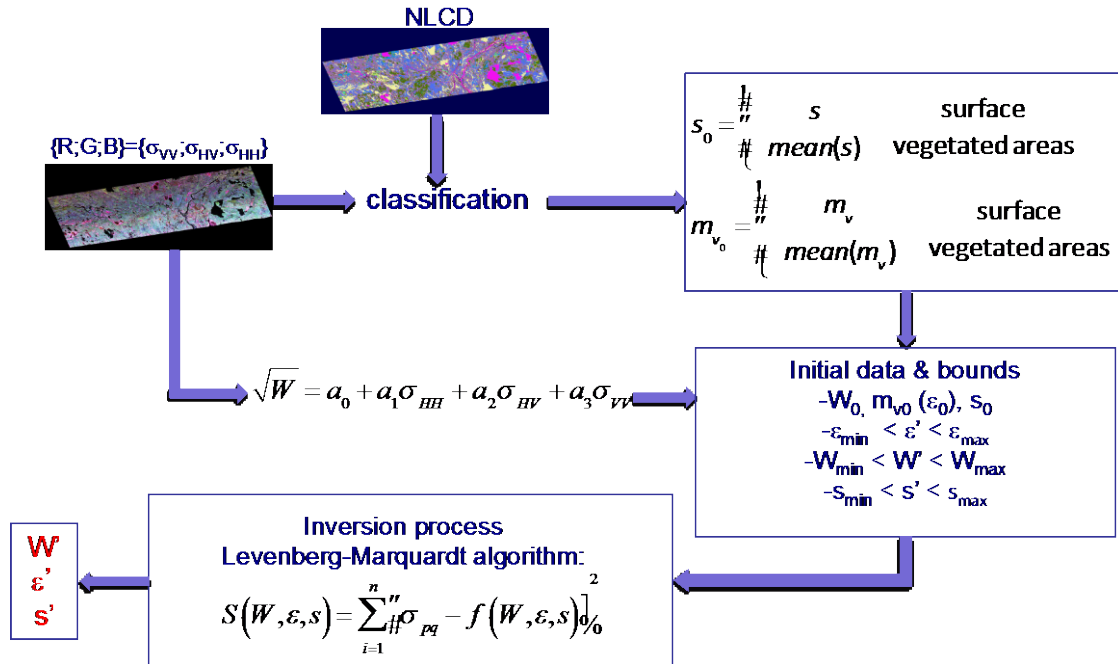 NLCD
{R;G;B}={σVV;σHV;σHH}
classification
s0 = " # s surface
# ( mean(s) vegetated areas
mv0 = " # mv surface
# ( mean(mv) vegetated areas
√W = a0 + a1σHH + a2σHV + a3σVV
Initial data & bounds
-W0, mv0 (ε0), s0
-εmin < ε' < εmax
-Wmin < W' < Wmax
-smin < s' < smax
Inversion process
Levenberg-Marquardt algorithm:
S(W,ε,s) = ∑i=1n "#σpq − f(W,ε,s)]%2
W'
ε'
s'